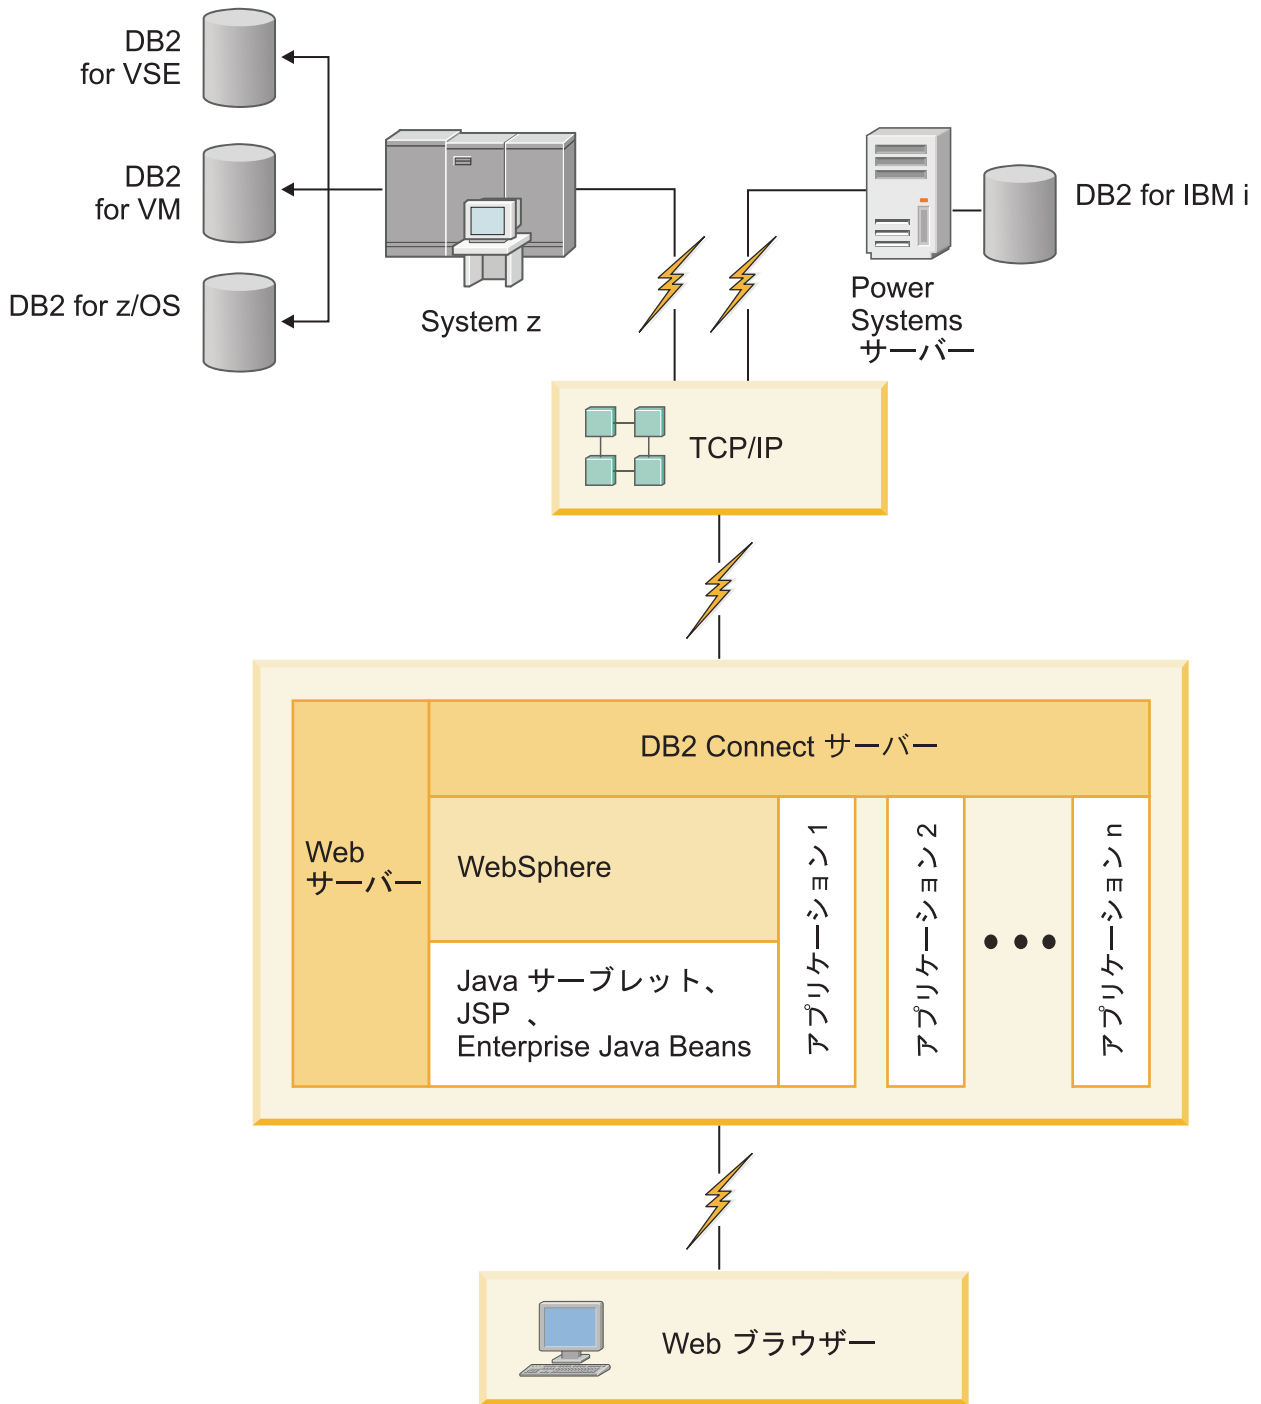 DB2
for VSE
DB2
for VM
DB2 for z/OS
System z
Power
Systems
サーバー
DB2 for IBM i
TCP/IP
DB2 Connect サーバー
Web
サーバー
WebSphere
Java サーブレット、
JSP 、
Enterprise Java Beans
アプリケーション 1
アプリケーション 2
アプリケーション n
Web ブラウザー